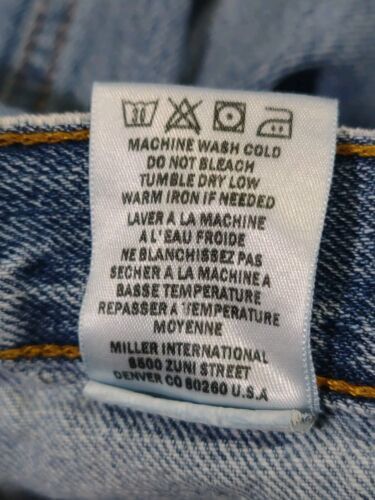 30
MACHINE WASH COLD
DO NOT BLEACH
TUMBLE DRY LOW
WARM IRON IF NEEDED
LAVER A LA MACHINE
A L'EAU FROIDE
NE BLANCHISSEZ PAS
SECHER A LA MACHINE A
BASSE TEMPERATURE
REPASSER A TEMPERATURE
MOYENNE
MILLER INTERNATIONAL
8500 ZUNI STREET
DENVER CO 80260 U.S.A